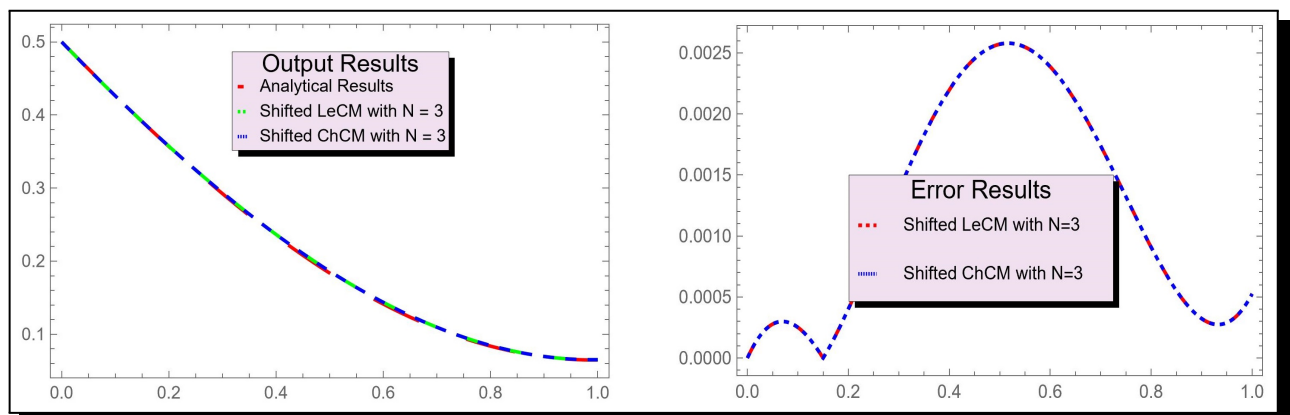 0.5
0.4
0.3
0.2
0.1
0.0 0.2 0.4 0.6 0.8 1.0
Output Results
Analytical Results
Shifted LeCM with N = 3
Shifted ChCM with N = 3
0.0025
0.0020
0.0015
0.0010
0.0005
0.0000
0.0 0.2 0.4 0.6 0.8 1.0
Error Results
Shifted LeCM with N=3
Shifted ChCM with N=3